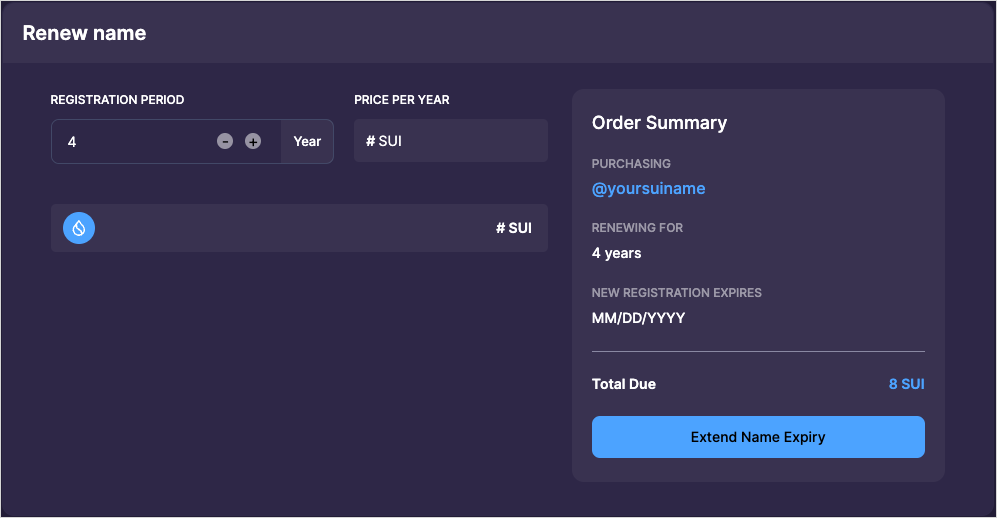 Renew name
REGISTRATION PERIOD
PRICE PER YEAR
4
-
+
Year
# SUI
# SUI
Order Summary
PURCHASING
@yoursuiname
RENEWING FOR
4 years
NEW REGISTRATION EXPIRES
MM/DD/YYYY
Total Due
8 SUI
Extend Name Expiry